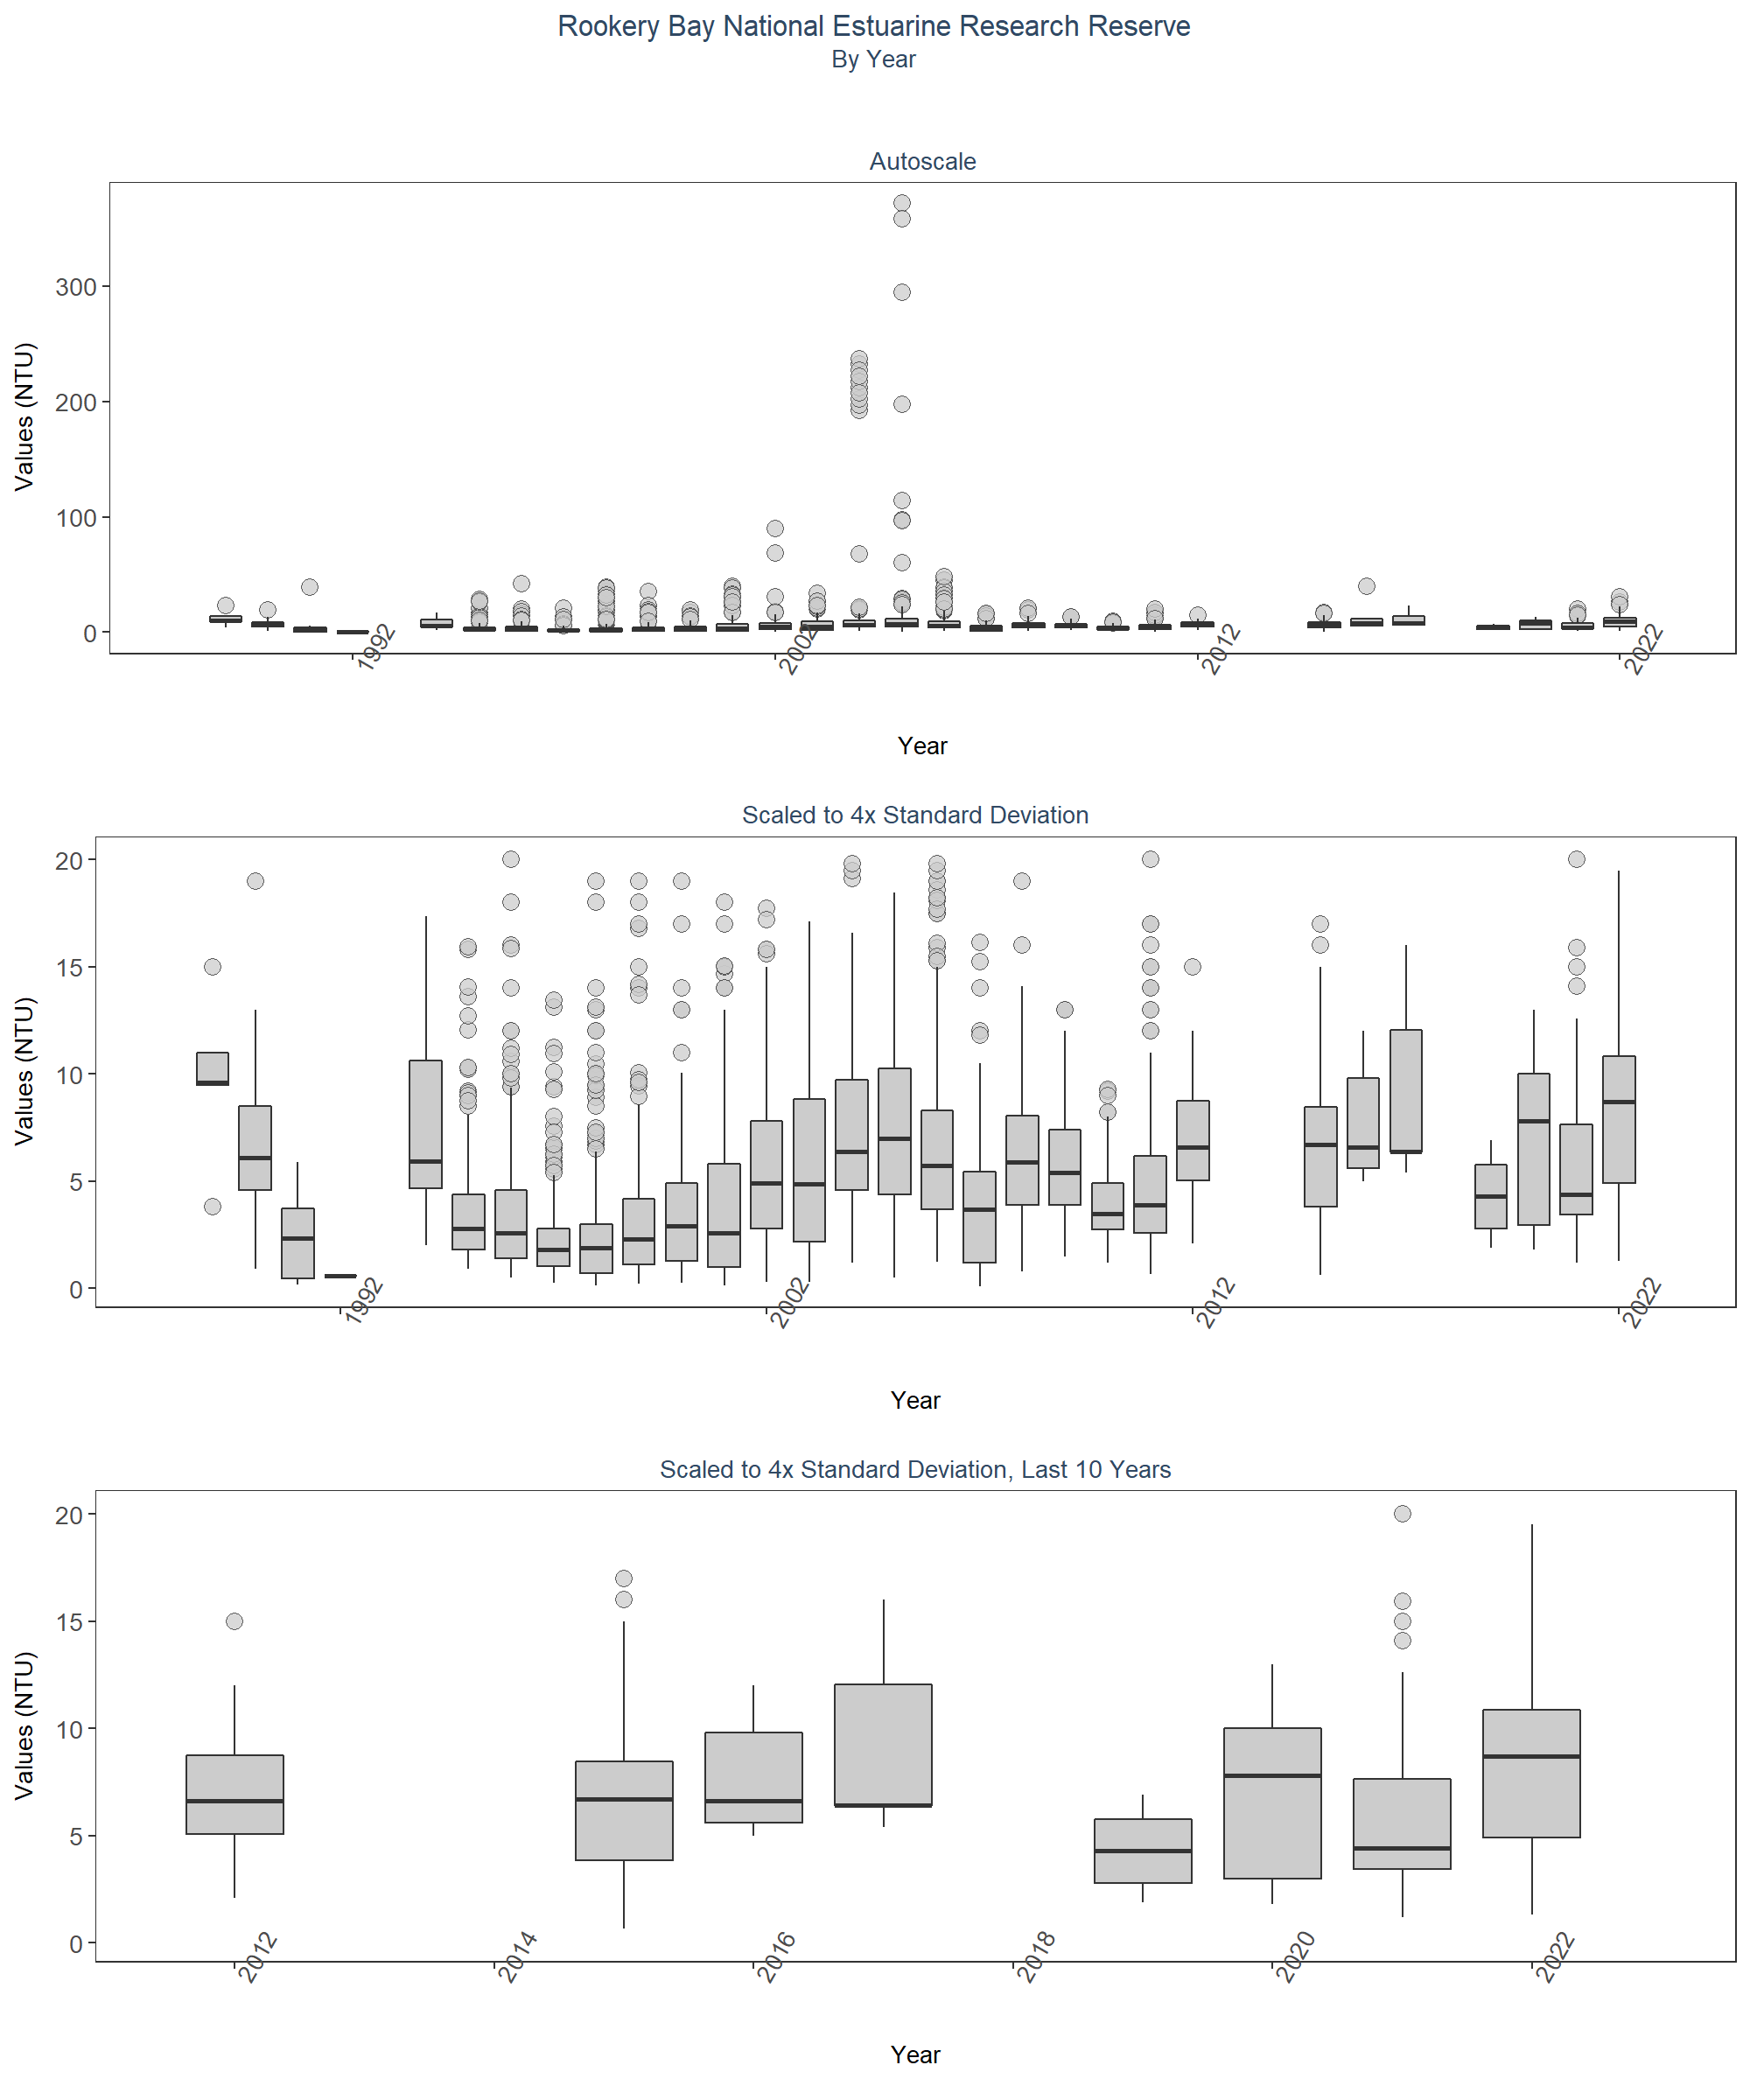 Rookery Bay National Estuarine Research Reserve
By Year
Autoscale
Values (NTU)
300
200
100
0
1992
2002
2012
2022
Year
Scaled to 4x Standard Deviation
Values (NTU)
20
15
10
5
0
1992
2002
2012
2022
Year
Scaled to 4x Standard Deviation, Last 10 Years
Values (NTU)
20
15
10
5
0
2012
2014
2016
2018
2020
2022
Year